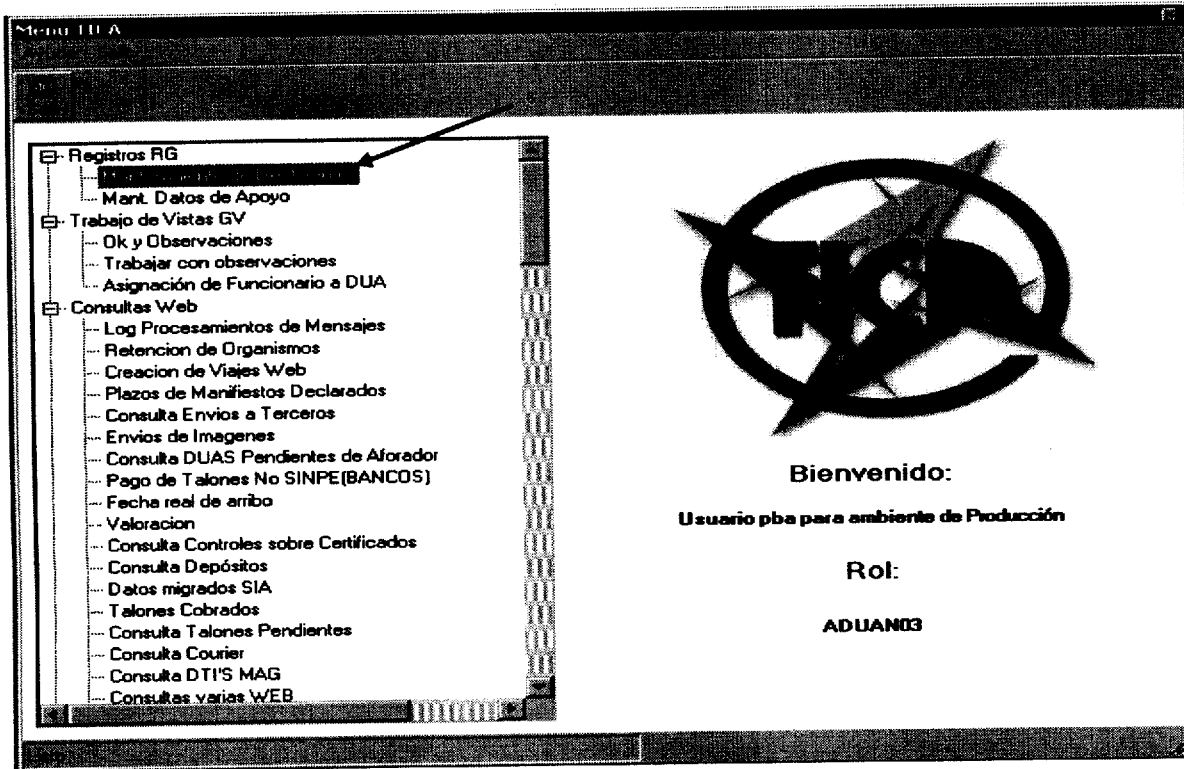 Menu TICA
Registros RG
Mant. Datos de Apoyo
Trabajo de Vistas GV
Ok y Observaciones
Trabajar con observaciones
Asignación de Funcionario a DUA
Consultas Web
Log Procesamientos de Mensajes
Retencion de Organismos
Creacion de Viajes Web
Plazos de Manifiestos Declarados
Consulta Envios a Terceros
Envios de Imagenes
Consulta DUAS Pendientes de Aforador
Pago de Talones No SINPE(BANCOS)
Fecha real de arribo
Valoracion
Consulta Controles sobre Certificados
Consulta Depósitos
Datos migrados SIA
Talones Cobrados
Consulta Talones Pendientes
Consulta Courier
Consulta DTI'S MAG
Consultas varias WEB
TICA
Bienvenido:
Usuario pba para ambiente de Producción
Rol:
ADUAN03